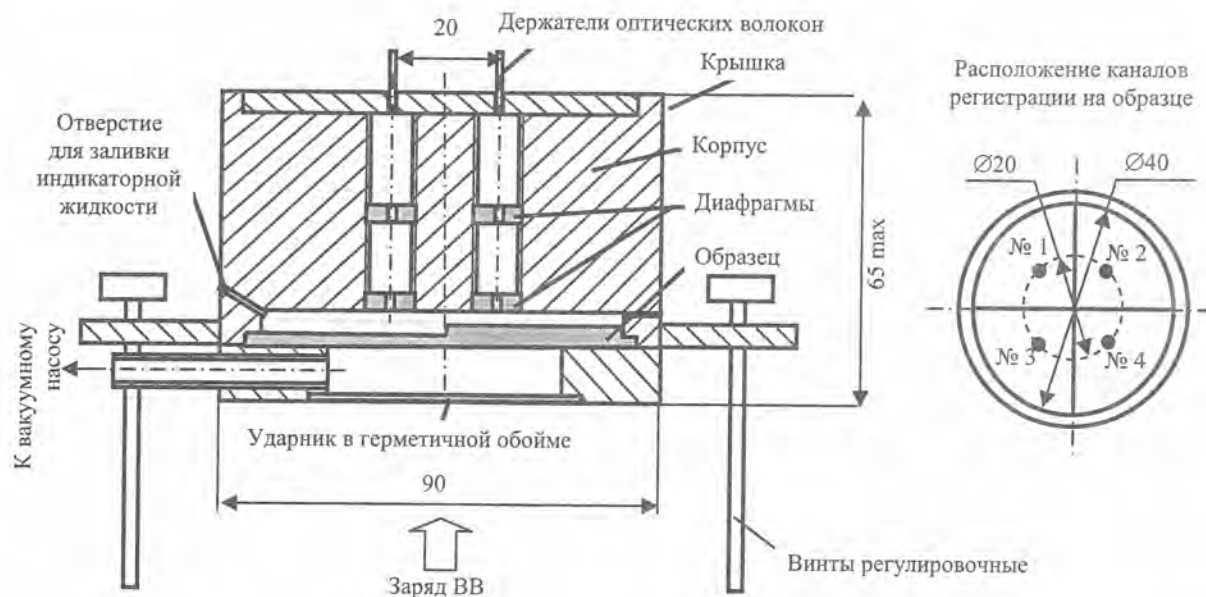 20
Держатели оптических волокон
Крышка
Отверстие
для заливки
индикаторной
жидкости
Корпус
Диафрагмы
Образец
65 max
К вакуумному
насосу
Ударник в герметичной обойме
90
Заряд ВВ
Винты регулировочные
Расположение каналов
регистрации на образце
Ø20
Ø40
№ 1
№ 2
№ 3
№ 4